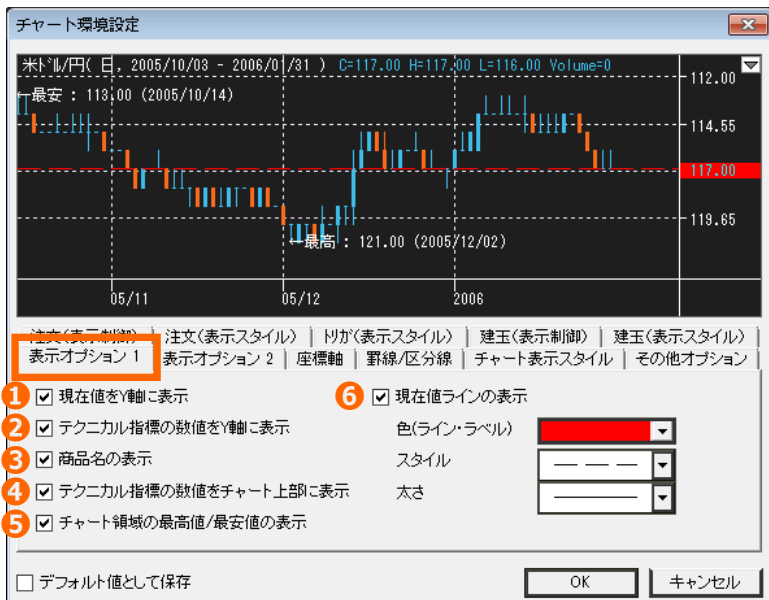 チャート環境設定
米ドル/円( 日, 2005/10/03 - 2006/01/31 ) C=117.00 H=117.00 L=116.00 Volume=0
←最安 : 113.00 (2005/10/14)
112.00
114.55
117.00
119.65
←最高 : 121.00 (2005/12/02)
05/11 05/12 2006
注文(表示制御) 注文(表示スタイル) トリガ(表示スタイル) 建玉(表示制御) 建玉(表示スタイル)
表示オプション 1 表示オプション 2 座標軸 罫線/区分線 チャート表示スタイル その他オプション
1 現在値をY軸に表示
2 テクニカル指標の数値をY軸に表示
3 商品名の表示
4 テクニカル指標の数値をチャート上部に表示
5 チャート領域の最高値/最安値の表示
6 現在値ラインの表示
色(ライン・ラベル)
スタイル
太さ
デフォルト値として保存
OK キャンセル